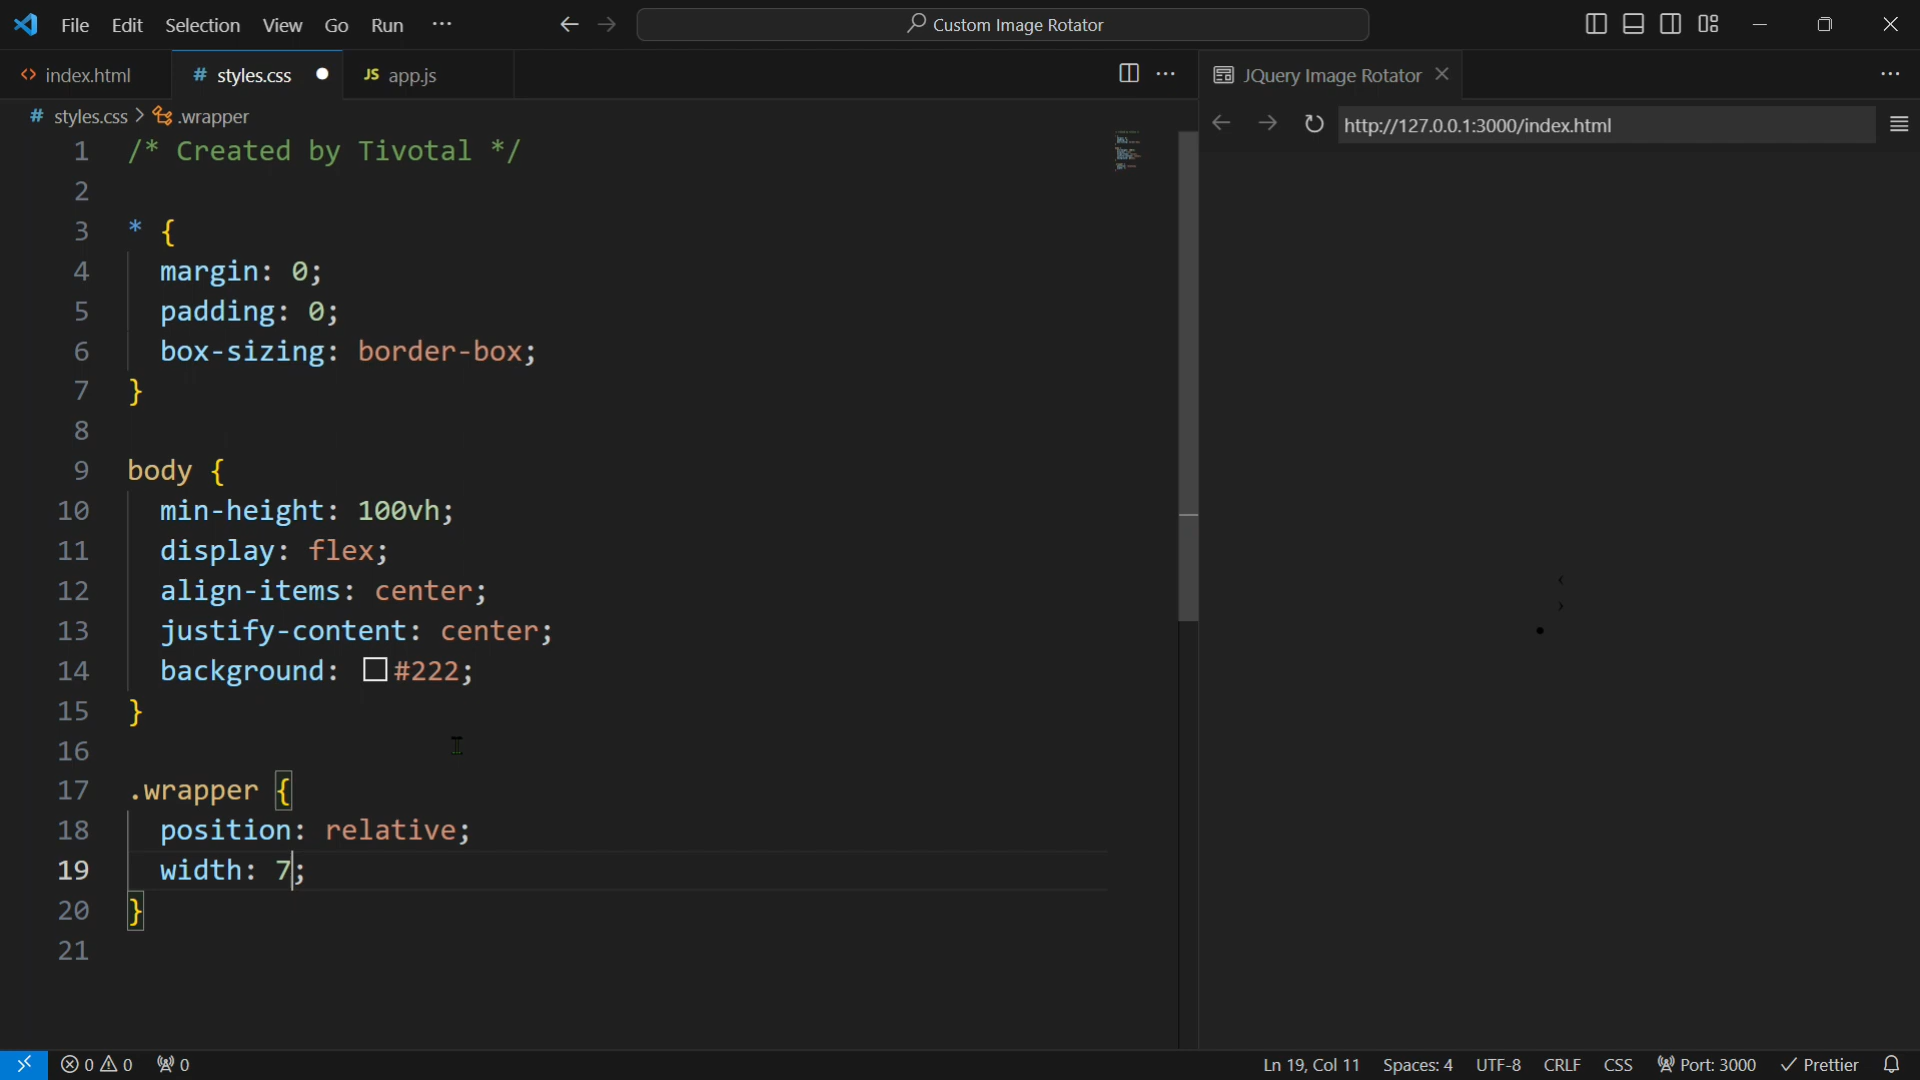 File Edit Selection View Go Run ···
Custom Image Rotator
index.html
# styles.css
JS app.js
JQuery Image Rotator
# styles.css > .wrapper
http://127.0.0.1:3000/index.html
1 /* Created by Tivotal */
2
3 * {
4 margin: 0;
5 padding: 0;
6 box-sizing: border-box;
7 }
8
9 body {
10 min-height: 100vh;
11 display: flex;
12 align-items: center;
13 justify-content: center;
14 background: #222;
15 }
16
17 .wrapper {
18 position: relative;
19 width: 7;
20 }
21
‹
›
•
0 0 0 Ln 19, Col 11 Spaces: 4 UTF-8 CRLF CSS Port: 3000 Prettier